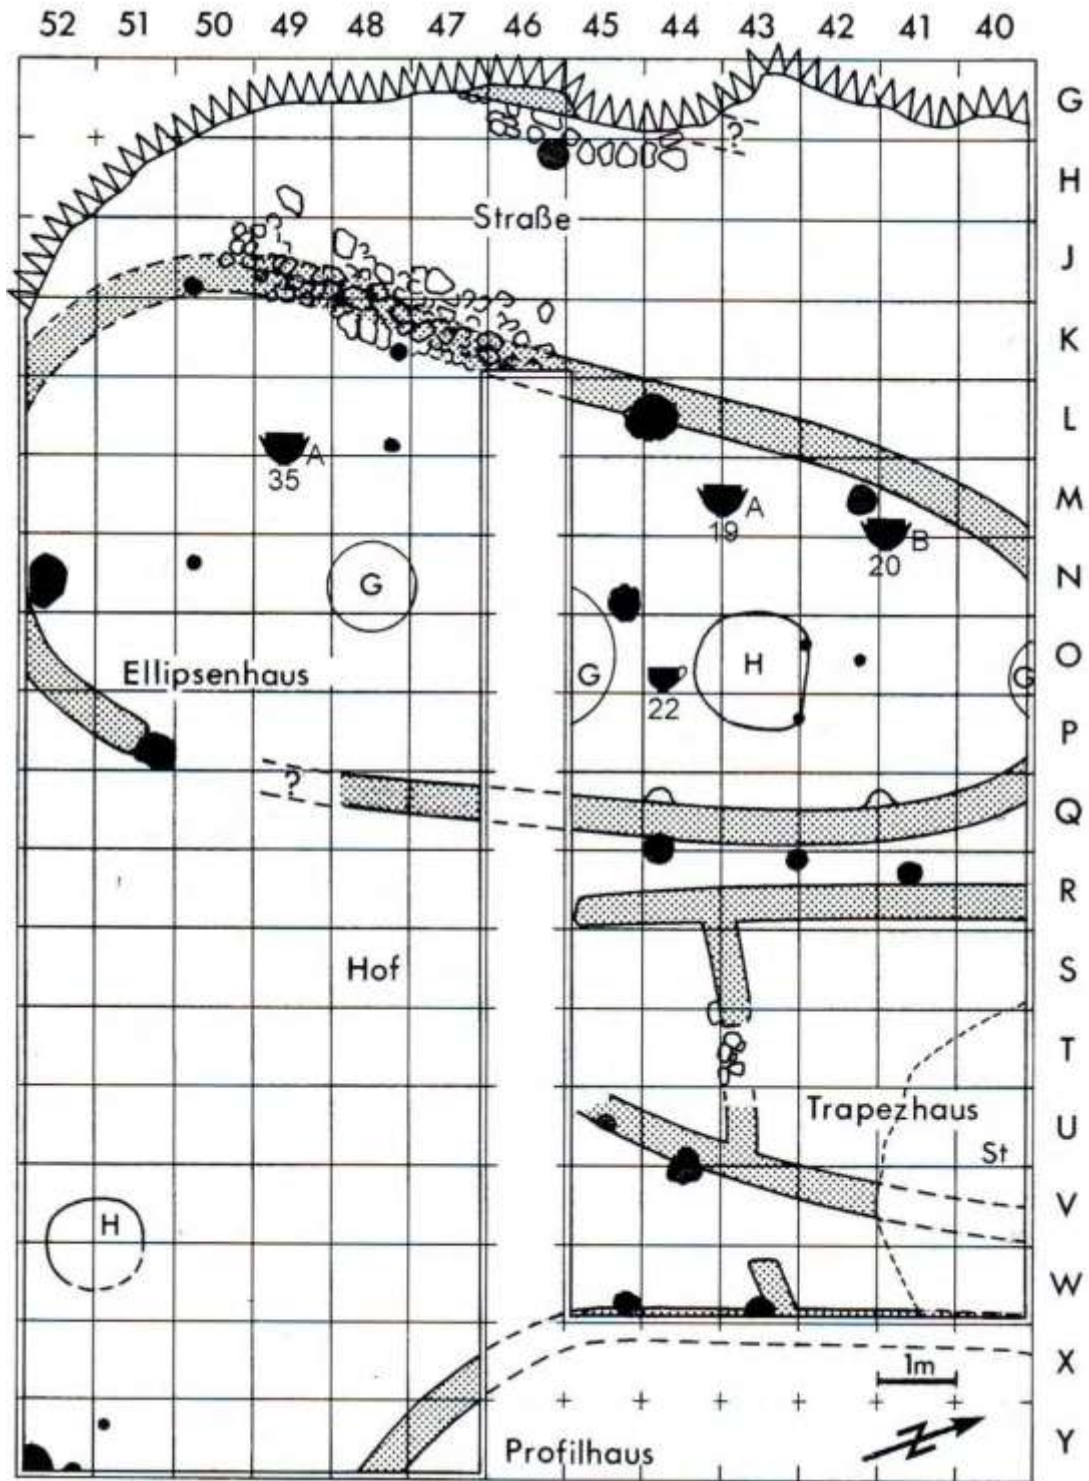 52 51 50 49 48 47 46 45 44 43 42 41 40
G
?
H
Straße
J
K
L
A
35
A
19
M
B
20
G
N
Ellipsenhaus
G
H
O
G
22
P
?
Q
R
Hof
S
T
Trapezhaus
U
St
H
V
W
1m
X
Profilhaus
Y